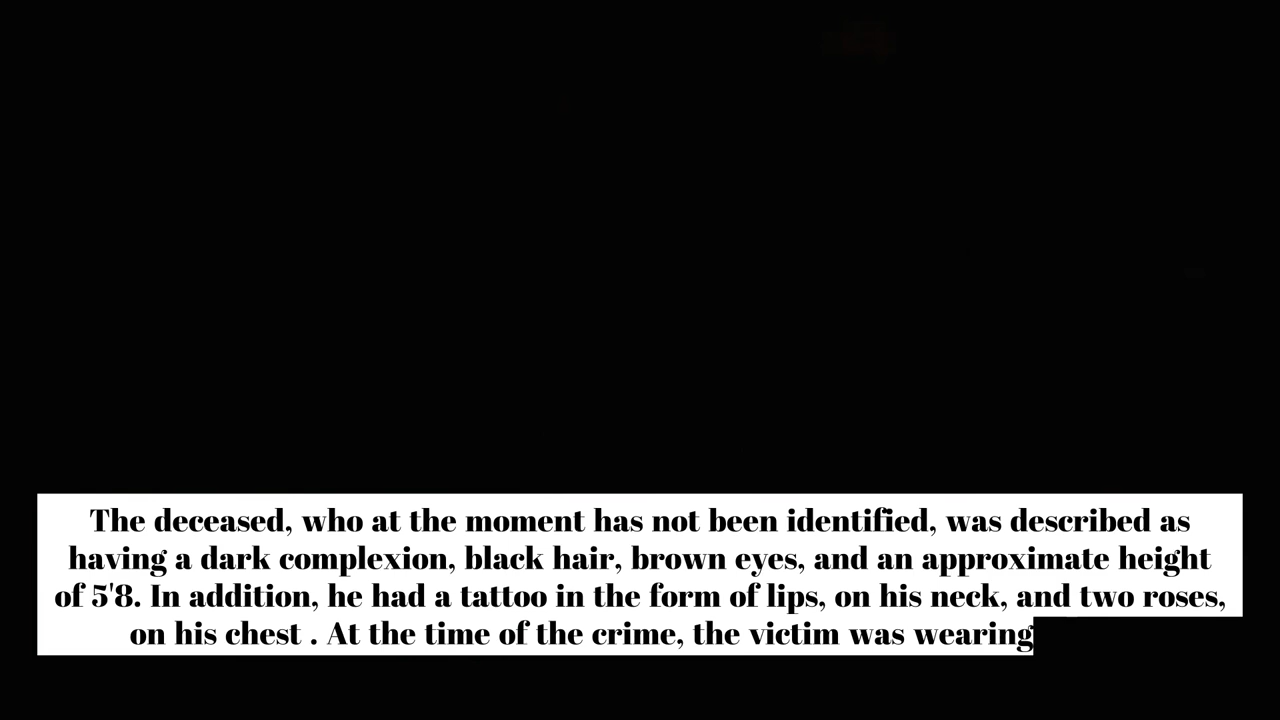 The deceased, who at the moment has not been identified, was described as
having a dark complexion, black hair, brown eyes, and an approximate height
of 5'8. In addition, he had a tattoo in the form of lips, on his neck, and two roses,
on his chest . At the time of the crime, the victim was wearing